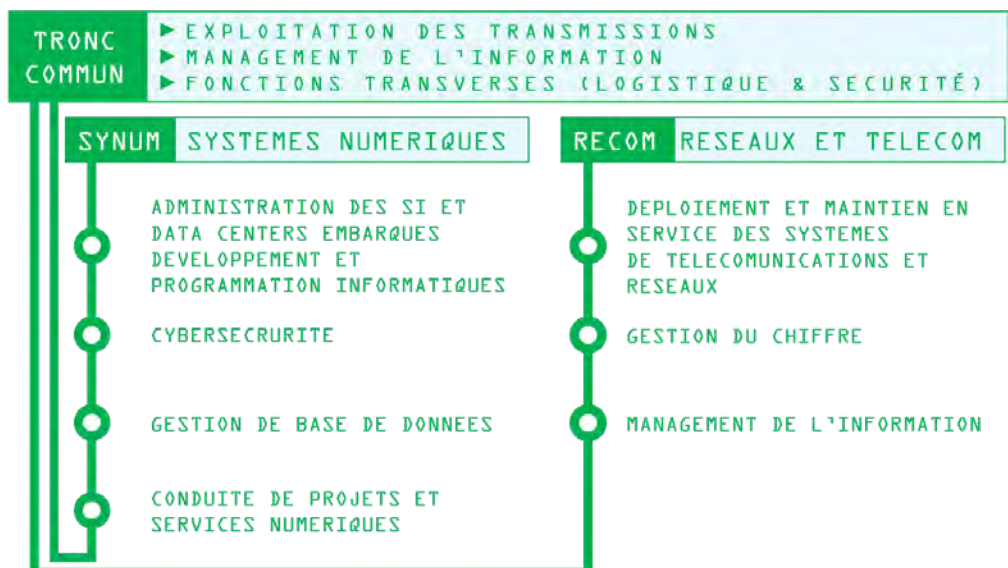 TRONC
COMMUN
► EXPLOITATION DES TRANSMISSIONS
► MANAGEMENT DE L'INFORMATION
► FONCTIONS TRANSVERSES (LOGISTIQUE & SECURITÉ)
SYNUM SYSTEMES NUMERIQUES
ADMINISTRATION DES SI ET
DATA CENTERS EMBARQUES
DEVELOPPEMENT ET
PROGRAMMATION INFORMATIQUES
CYBERSECRURITE
GESTION DE BASE DE DONNEES
CONDUITE DE PROJETS ET
SERVICES NUMERIQUES
RECOM RESEAUX ET TELECOM
DEPLOIEMENT ET MAINTIEN EN
SERVICE DES SYSTEMES
DE TELECOMUNICATIONS ET
RESEAUX
GESTION DU CHIFFRE
MANAGEMENT DE L'INFORMATION